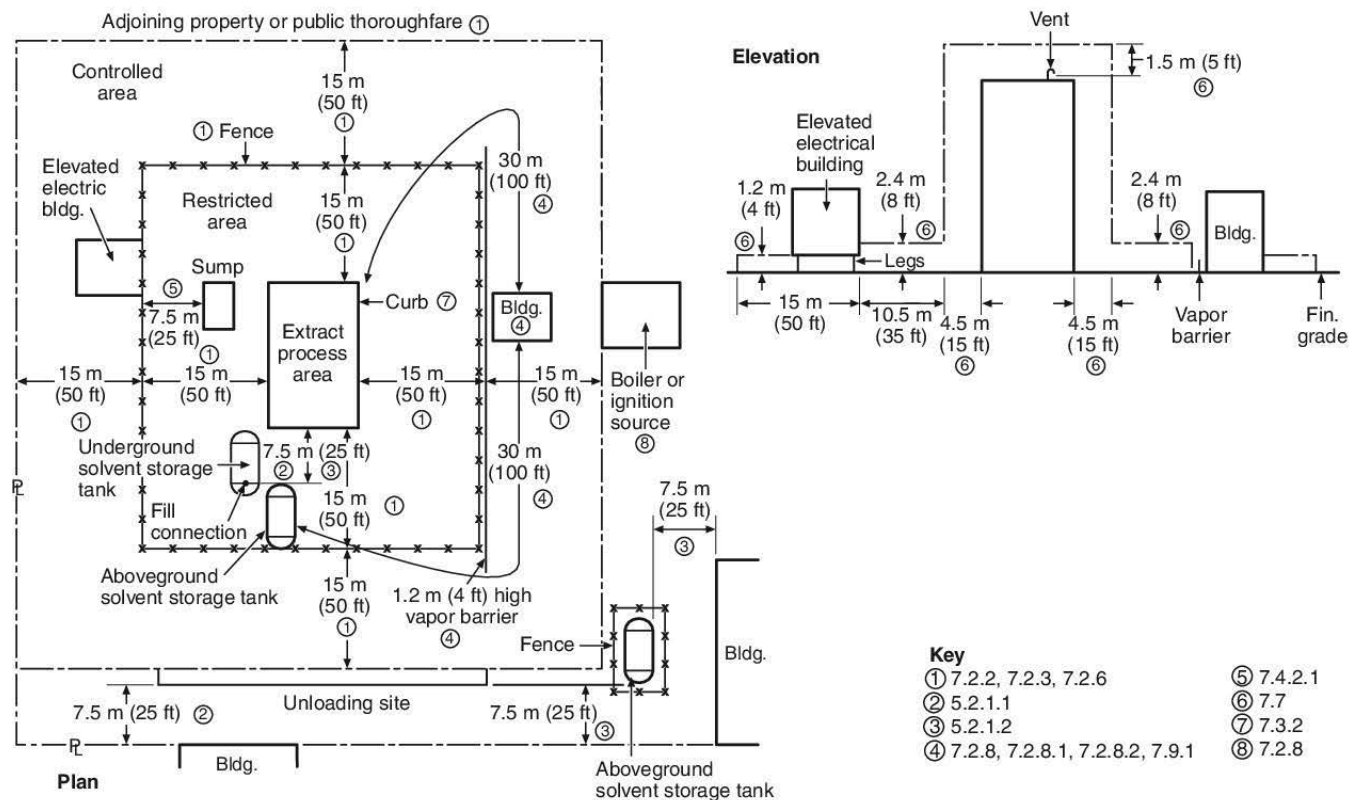 Adjoining property or public thoroughfare ①
Controlled
area
15 m
(50 ft)
①
① Fence
Elevated
electric
bldg.
Restricted
area
15 m
(50 ft)
①
30 m
(100 ft)
④
Sump
⑤
7.5 m
(25 ft)
①
Curb ⑦
Extract
process
area
Bldg.
④
15 m
(50 ft)
①
15 m
(50 ft)
15 m
(50 ft)
①
15 m
(50 ft)
①
Boiler or
ignition
source
⑧
Underground
solvent storage
tank
7.5 m (25 ft)
② ③
30 m
(100 ft)
④
15 m
(50 ft)
①
Fill
connection
Aboveground
solvent storage tank
15 m
(50 ft)
①
1.2 m (4 ft) high
vapor barrier
④
7.5 m
(25 ft)
③
Fence
Bldg.
PL
Unloading site
7.5 m (25 ft) ②
7.5 m (25 ft)
③
PL
Bldg.
Aboveground
solvent storage tank
Plan
Elevation
Vent
1.5 m (5 ft)
⑥
Elevated
electrical
building
1.2 m
(4 ft)
⑥
2.4 m
(8 ft)
⑥
2.4 m
(8 ft)
⑥
Bldg.
Legs
15 m
(50 ft)
10.5 m
(35 ft)
4.5 m
(15 ft)
⑥
4.5 m
(15 ft)
⑥
Vapor
barrier
Fin.
grade
Key
① 7.2.2, 7.2.3, 7.2.6
② 5.2.1.1
③ 5.2.1.2
④ 7.2.8, 7.2.8.1, 7.2.8.2, 7.9.1
⑤ 7.4.2.1
⑥ 7.7
⑦ 7.3.2
⑧ 7.2.8